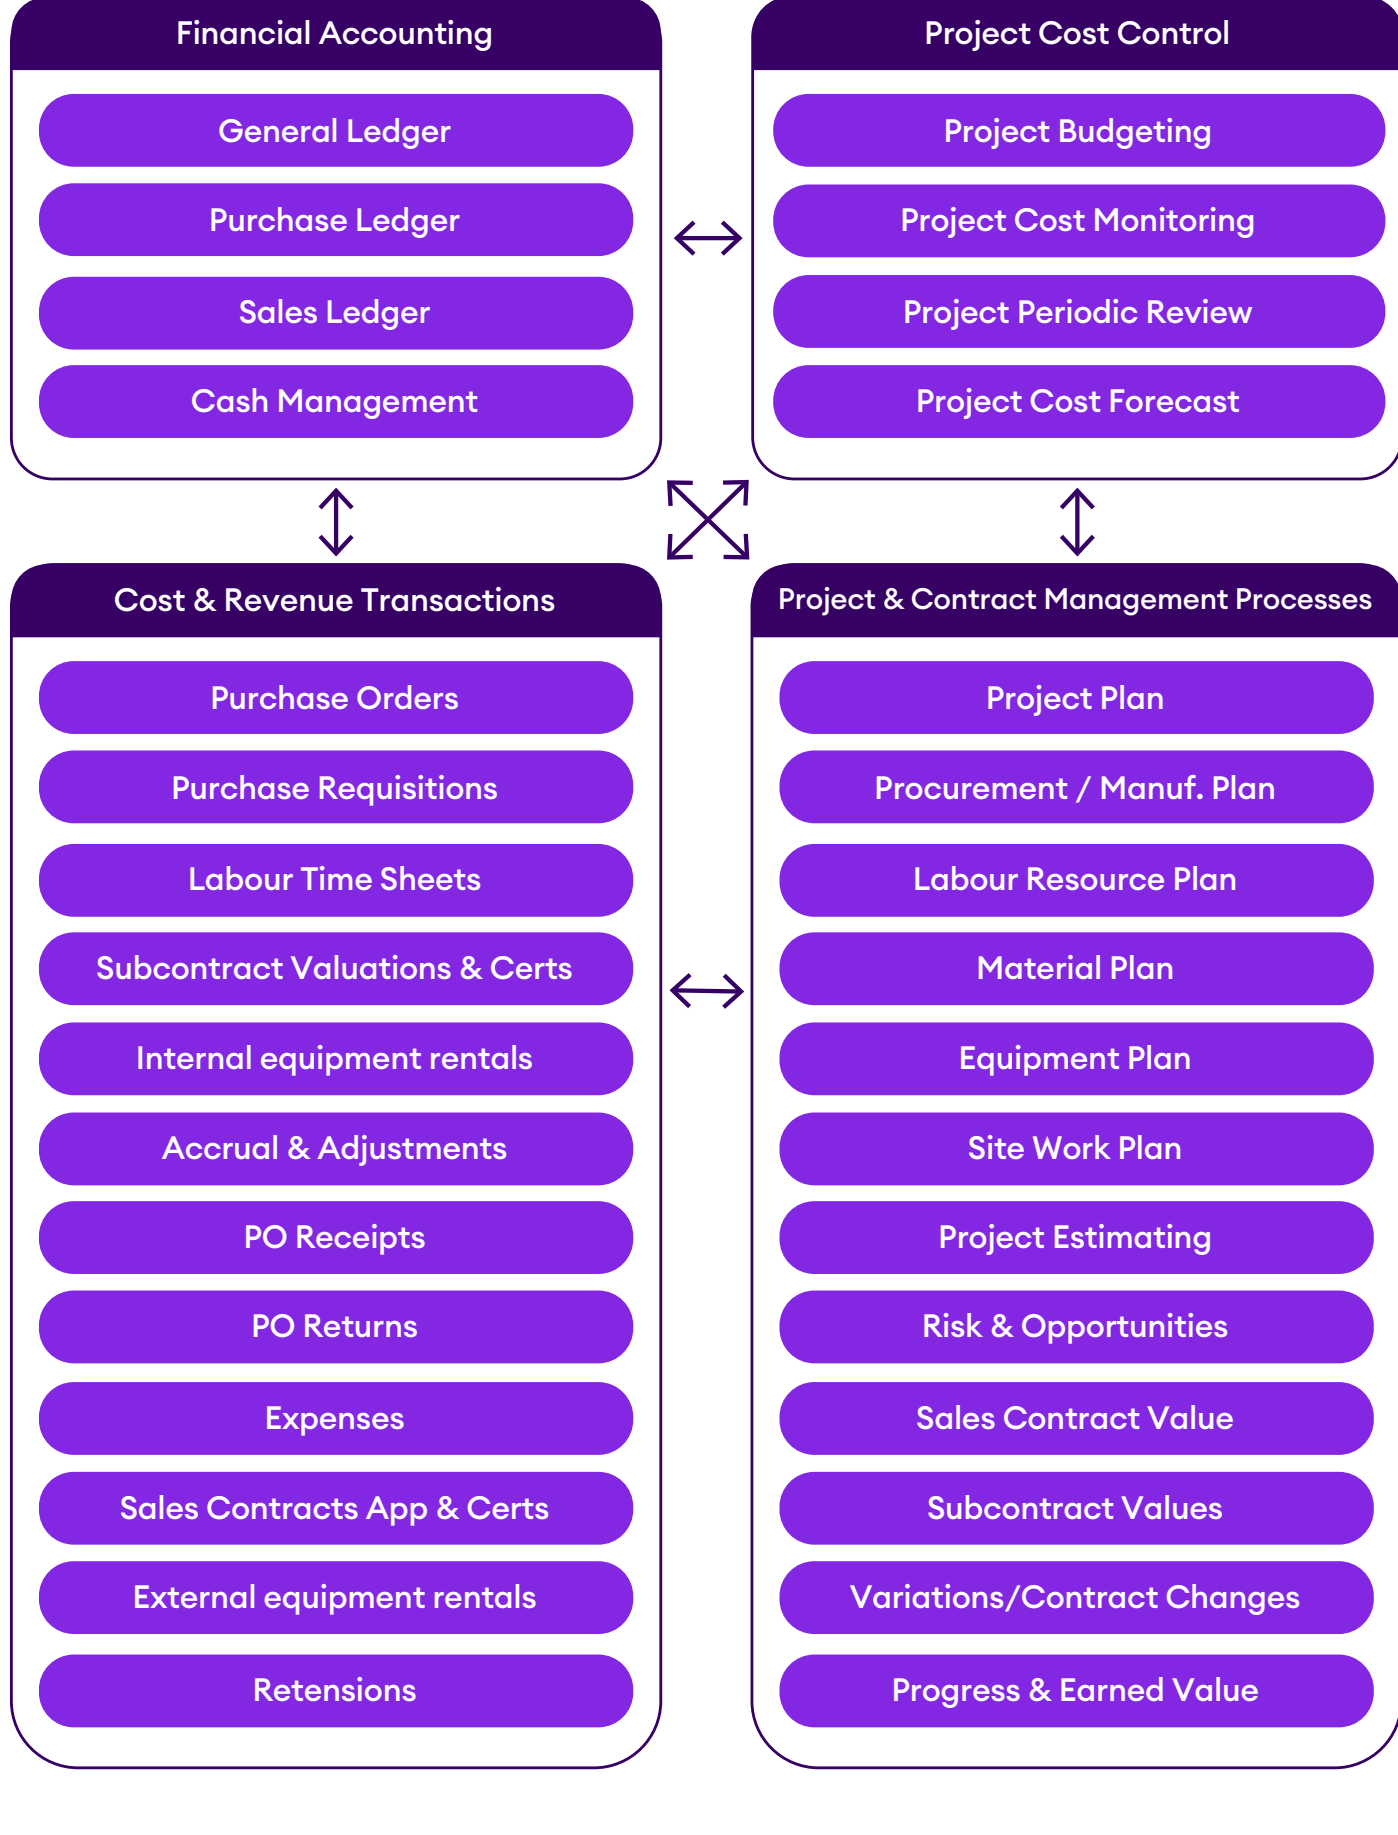 Financial Accounting
General Ledger
Purchase Ledger
Sales Ledger
Cash Management
Project Cost Control
Project Budgeting
Project Cost Monitoring
Project Periodic Review
Project Cost Forecast
Cost & Revenue Transactions
Purchase Orders
Purchase Requisitions
Labour Time Sheets
Subcontract Valuations & Certs
Internal equipment rentals
Accrual & Adjustments
PO Receipts
PO Returns
Expenses
Sales Contracts App & Certs
External equipment rentals
Retensions
Project & Contract Management Processes
Project Plan
Procurement / Manuf. Plan
Labour Resource Plan
Material Plan
Equipment Plan
Site Work Plan
Project Estimating
Risk & Opportunities
Sales Contract Value
Subcontract Values
Variations/Contract Changes
Progress & Earned Value